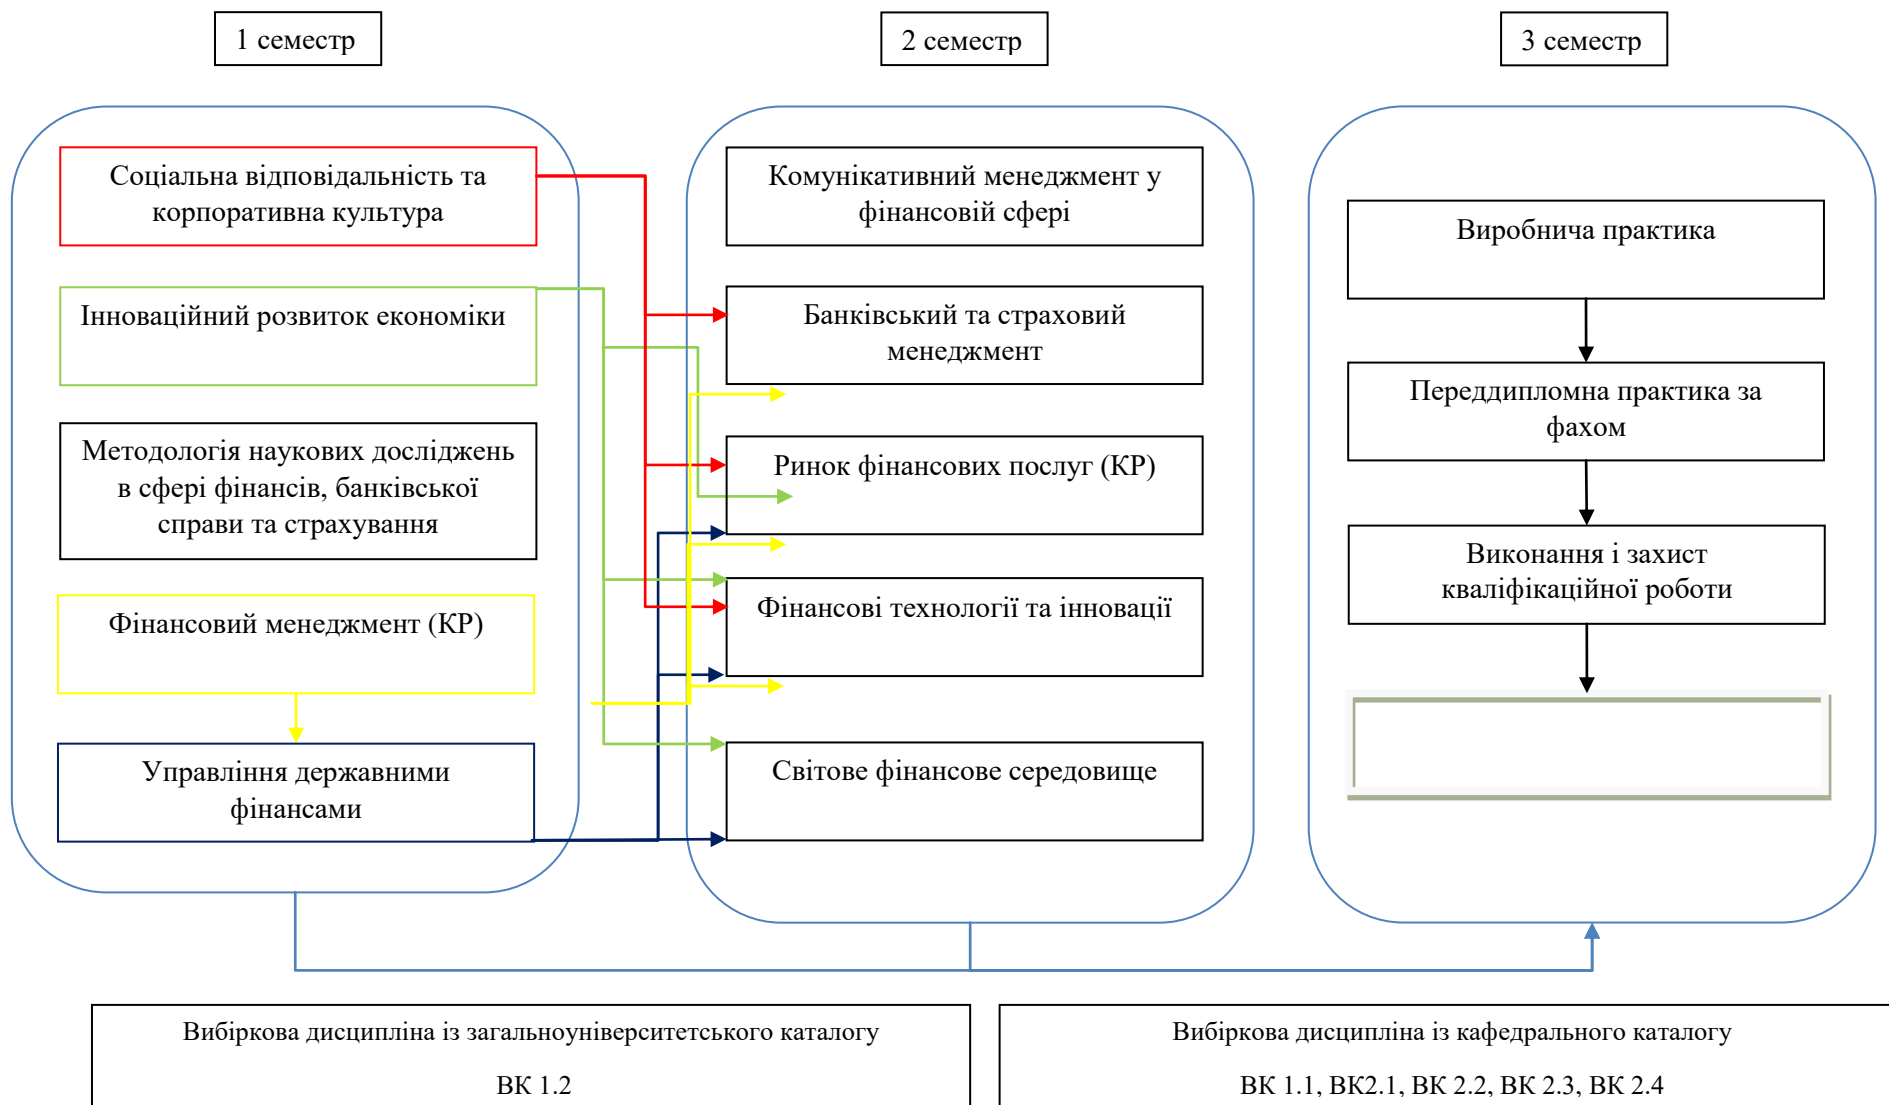 1 семестр
2 семестр
3 семестр
Соціальна відповідальність та
корпоративна культура
Інноваційний розвиток економіки
Методологія наукових досліджень
в сфері фінансів, банківської
справи та страхування
Фінансовий менеджмент (КР)
Управління державними
фінансами
Комунікативний менеджмент у
фінансовій сфері
Банківський та страховий
менеджмент
Ринок фінансових послуг (КР)
Фінансові технології та інновації
Світове фінансове середовище
Виробнича практика
Переддипломна практика за
фахом
Виконання і захист
кваліфікаційної роботи
Вибіркова дисципліна із загальноуніверситетського каталогу
ВК 1.2
Вибіркова дисципліна із кафедрального каталогу
ВК 1.1, ВК2.1, ВК 2.2, ВК 2.3, ВК 2.4